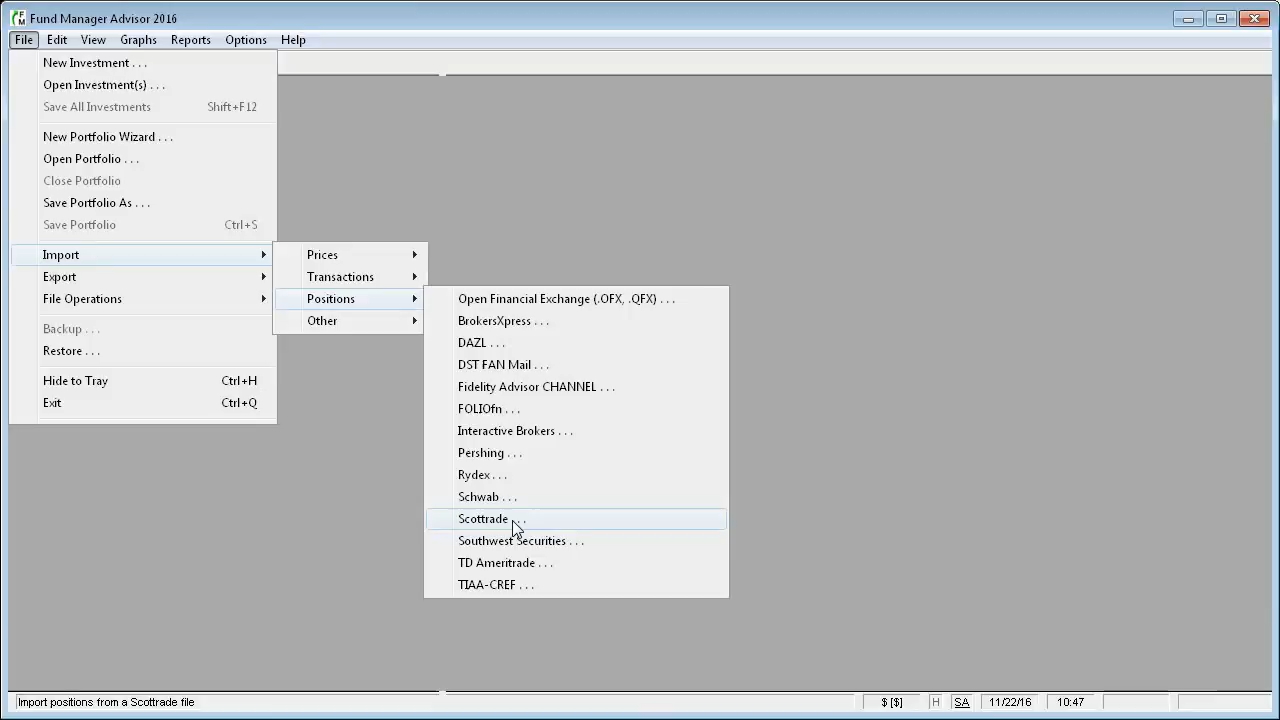 Fund Manager Advisor 2016
File Edit View Graphs Reports Options Help
New Investment . . .
Open Investment(s) . . .
Save All Investments Shift+F12
New Portfolio Wizard . . .
Open Portfolio . . .
Close Portfolio
Save Portfolio As . . .
Save Portfolio Ctrl+S
Import
Export
File Operations
Backup . . .
Restore . . .
Hide to Tray Ctrl+H
Exit Ctrl+Q
Prices
Transactions
Positions
Other
Open Financial Exchange (.OFX, .QFX) . . .
BrokersXpress . . .
DAZL . . .
DST FAN Mail . . .
Fidelity Advisor CHANNEL . . .
FOLIOfn . . .
Interactive Brokers . . .
Pershing . . .
Rydex . . .
Schwab . . .
Scottrade . . .
Southwest Securities . . .
TD Ameritrade . . .
TIAA-CREF . . .
Import positions from a Scottrade file $ [$] H SA 11/22/16 10:47